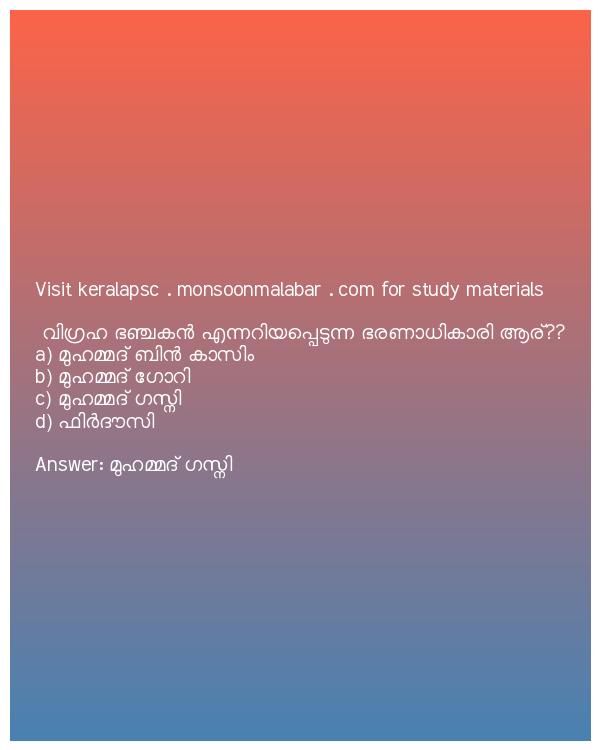 Visit keralapsc .monsoonmalabar .com for study materials
വിഗ്രഹ ഭഞ്ചകൻ എന്നറിയപ്പെടുന്ന ഭരണാധികാരി ആര്??
a) മുഹമ്മദ് ബിൻ കാസിം
b) മുഹമ്മദ് ഗോറി
c) മുഹമ്മദ് ഗസ്നി
d) ഫിർദൗസി
Answer: മുഹമ്മദ് ഗസ്നി